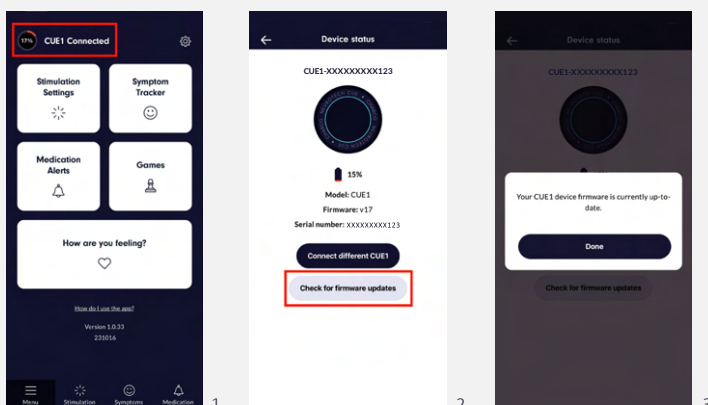 17% CUE1 Connected
Stimulation
Settings
Symptom
Tracker
Medication
Alerts
Games
How are you feeling?
How do I use the app?
Version 1.0.33
231016
Menu Stimulation Symptoms Medication
1
Device status
CUE1-XXXXXXXXX123
15%
Model: CUE1
Firmware: v17
Serial number: XXXXXXXXX123
Connect different CUE1
Check for firmware updates
2
Device status
CUE1-XXXXXXXXX123
Your CUE1 device firmware is currently up-to-
date.
Done
Check for firmware updates
3